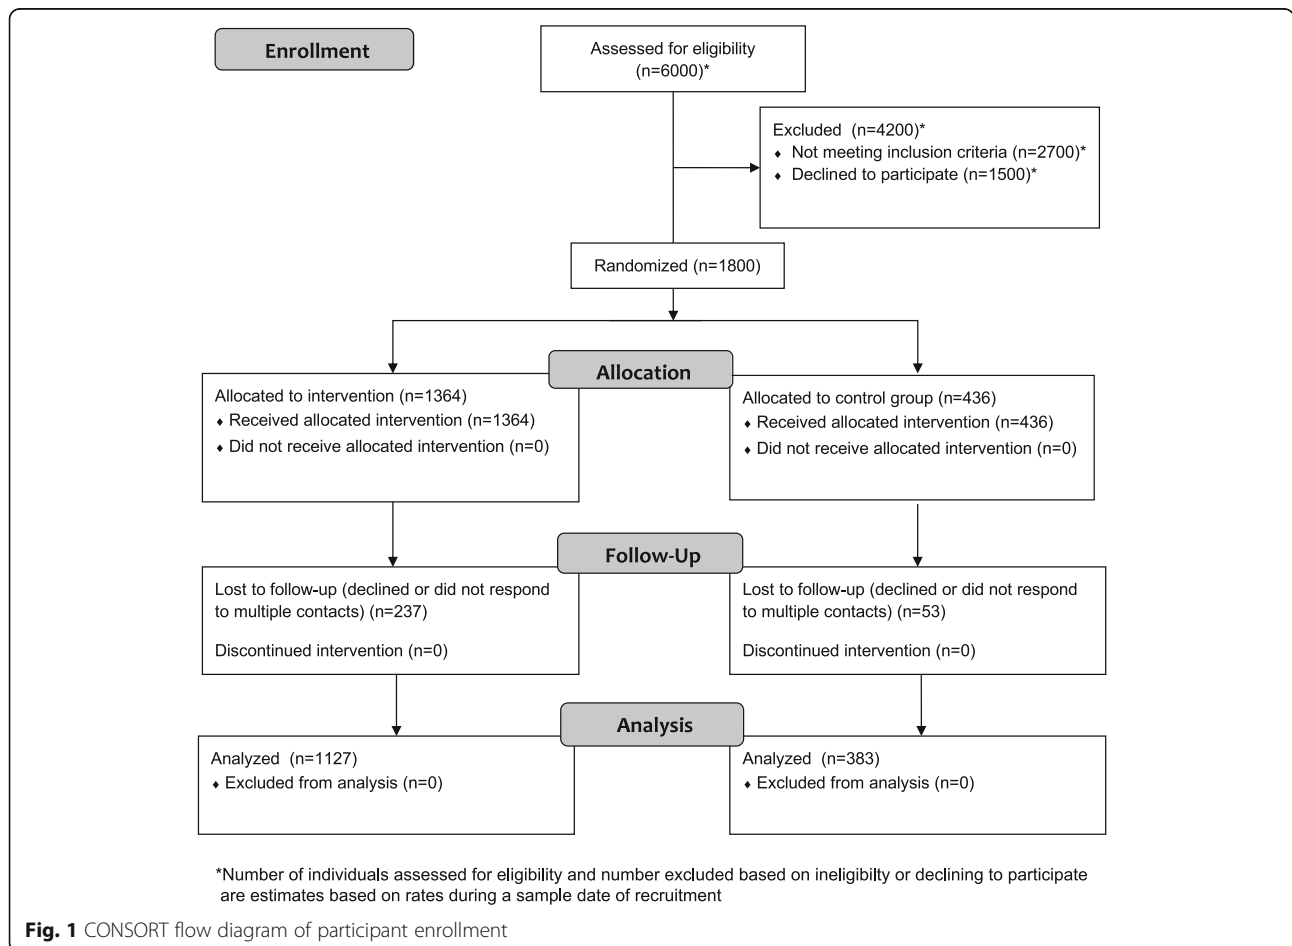 Enrollment
Assessed for eligibility
(n=6000)*
Excluded (n=4200)*
♦ Not meeting inclusion criteria (n=2700)*
♦ Declined to participate (n=1500)*
Randomized (n=1800)
Allocation
Allocated to intervention (n=1364)
♦ Received allocated intervention (n=1364)
♦ Did not receive allocated intervention (n=0)
Allocated to control group (n=436)
♦ Received allocated intervention (n=436)
♦ Did not receive allocated intervention (n=0)
Follow-Up
Lost to follow-up (declined or did not respond
to multiple contacts) (n=237)
Discontinued intervention (n=0)
Lost to follow-up (declined or did not respond
to multiple contacts) (n=53)
Discontinued intervention (n=0)
Analysis
Analyzed (n=1127)
♦ Excluded from analysis (n=0)
Analyzed (n=383)
♦ Excluded from analysis (n=0)
*Number of individuals assessed for eligibility and number excluded based on ineligibilty or declining to participate
are estimates based on rates during a sample date of recruitment
Fig. 1 CONSORT flow diagram of participant enrollment